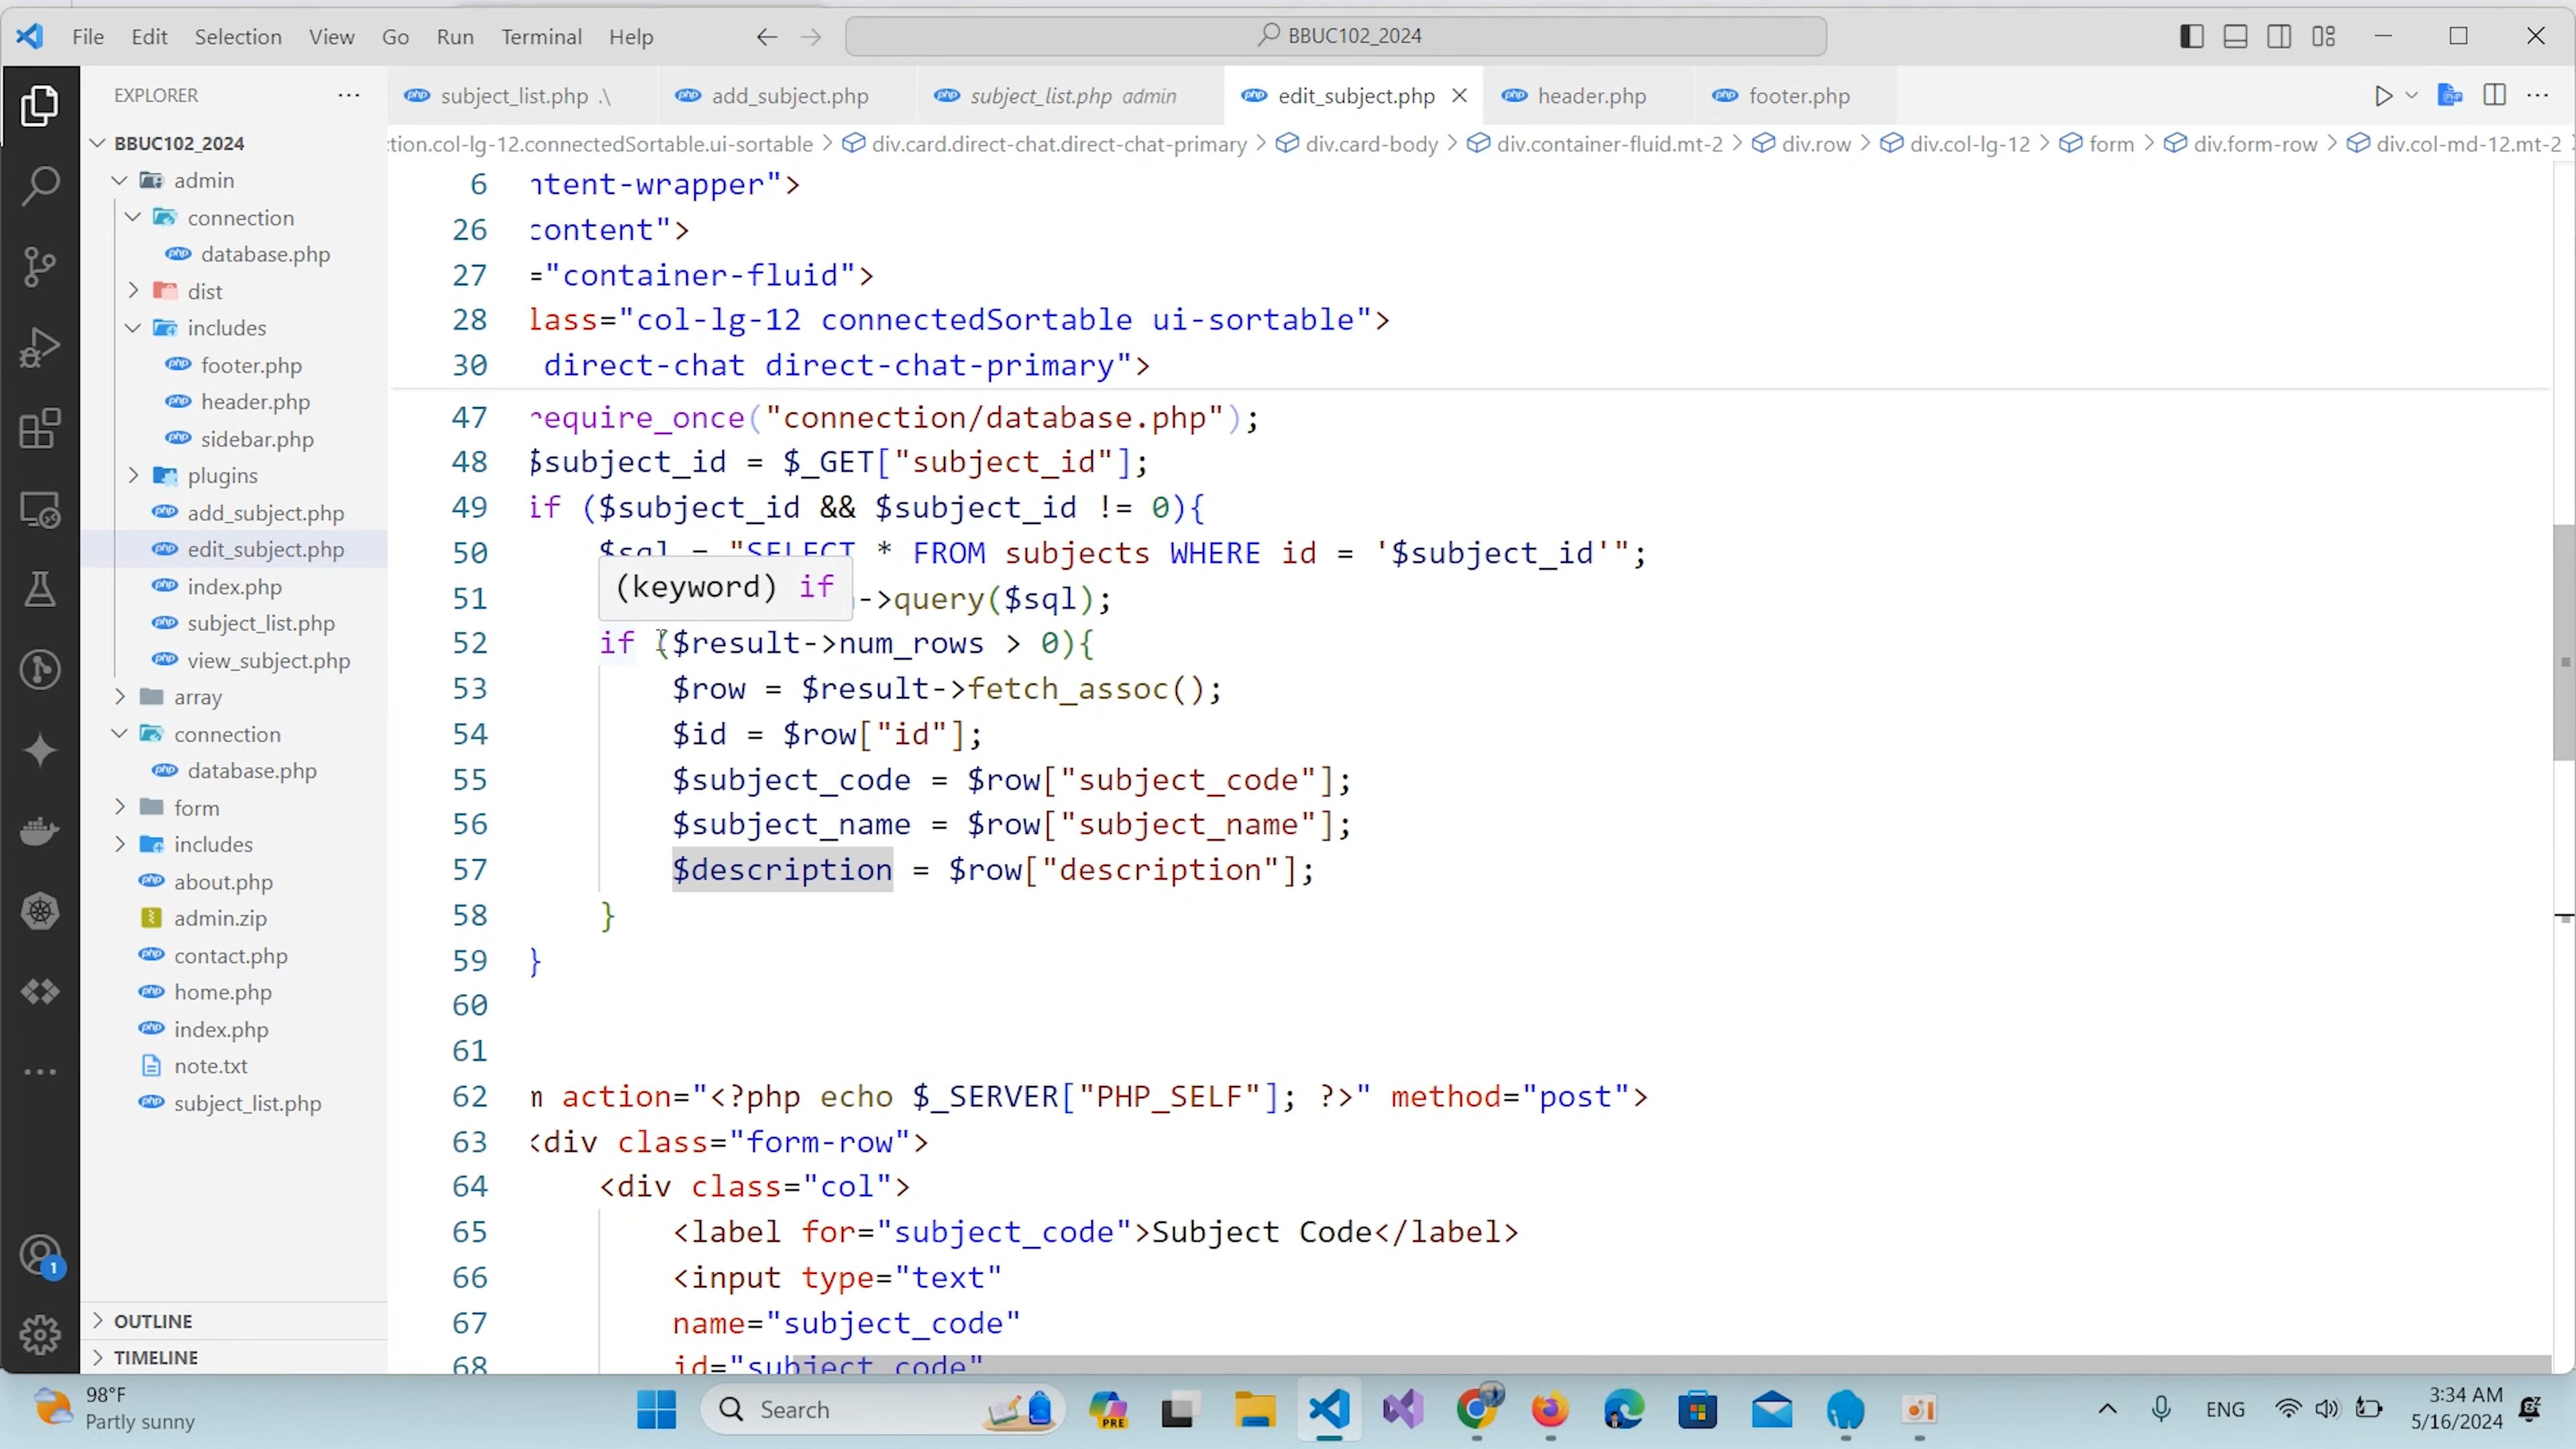 File Edit Selection View Go Run Terminal Help BBUC102_2024
EXPLORER
subject_list.php .\ add_subject.php subject_list.php admin edit_subject.php header.php footer.php
tion.col-lg-12.connectedSortable.ui-sortable > div.card.direct-chat.direct-chat-primary > div.card-body > div.container-fluid.mt-2 > div.row > div.col-lg-12 > form > div.form-row > div.col-md-12.mt-2
BBUC102_2024
admin
connection
database.php
dist
includes
footer.php
header.php
sidebar.php
plugins
add_subject.php
edit_subject.php
index.php
subject_list.php
view_subject.php
array
connection
database.php
form
includes
about.php
admin.zip
contact.php
home.php
index.php
note.txt
subject_list.php
OUTLINE
TIMELINE
1
6 ntent-wrapper">
26 content">
27 ="container-fluid">
28 lass="col-lg-12 connectedSortable ui-sortable">
30 direct-chat direct-chat-primary">
47 require_once("connection/database.php");
48 $subject_id = $_GET["subject_id"];
49 if ($subject_id && $subject_id != 0){
50 $sql = "SELECT * FROM subjects WHERE id = '$subject_id'";
(keyword) if
51 ->query($sql);
52 if ($result->num_rows > 0){
53 $row = $result->fetch_assoc();
54 $id = $row["id"];
55 $subject_code = $row["subject_code"];
56 $subject_name = $row["subject_name"];
57 $description = $row["description"];
58 }
59 }
60
61
62 m action="<?php echo $_SERVER["PHP_SELF"]; ?>" method="post">
63 <div class="form-row">
64 <div class="col">
65 <label for="subject_code">Subject Code</label>
66 <input type="text"
67 name="subject_code"
68 id="subject_code"
98°F
Partly sunny
Search
PRE
ENG
3:34 AM
5/16/2024